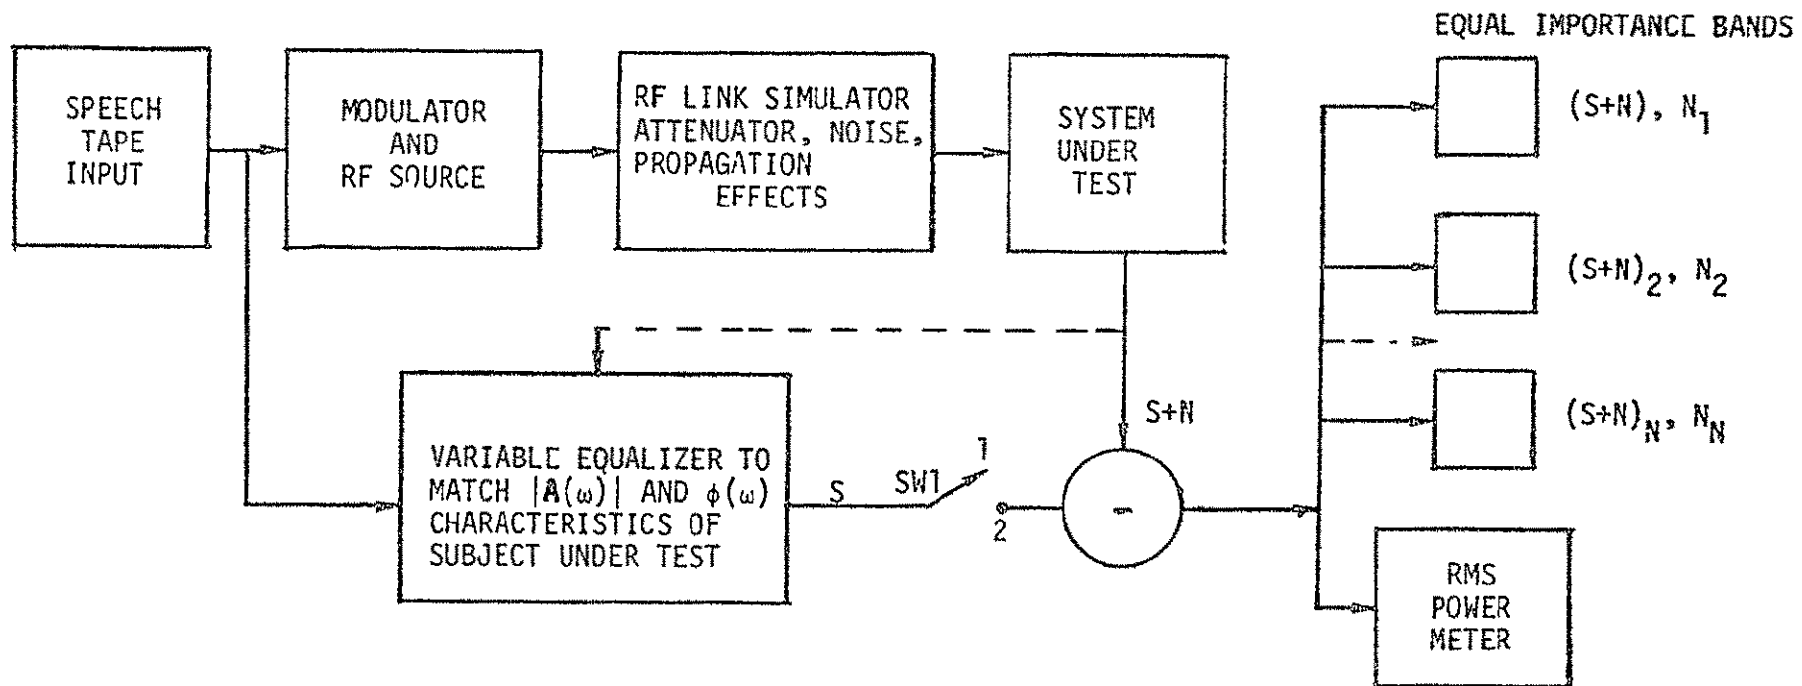 EQUAL IMPORTANCE BANDS
SPEECH
TAPE
INPUT
MODULATOR
AND
RF SOURCE
RF LINK SIMULATOR
ATTENUATOR, NOISE,
PROPAGATION
EFFECTS
SYSTEM
UNDER
TEST
(S+N), N₁
(S+N)₂, N₂
(S+N)N, NN
S+N
VARIABLE EQUALIZER TO
MATCH |A(ω)| AND φ(ω)
CHARACTERISTICS OF
SUBJECT UNDER TEST
S
SW1
1
2
-
RMS
POWER
METER